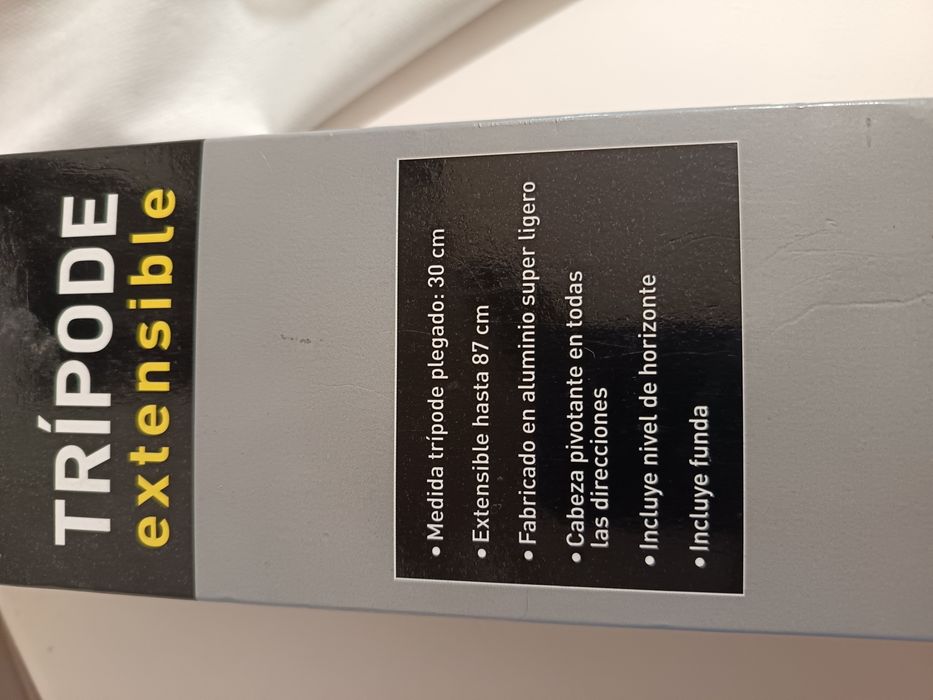 TRÍPODE
extensible
• Medida trípode plegado: 30 cm
• Extensible hasta 87 cm
• Fabricado en aluminio super ligero
• Cabeza pivotante en todas
las direcciones
• Incluye nivel de horizonte
• Incluye funda